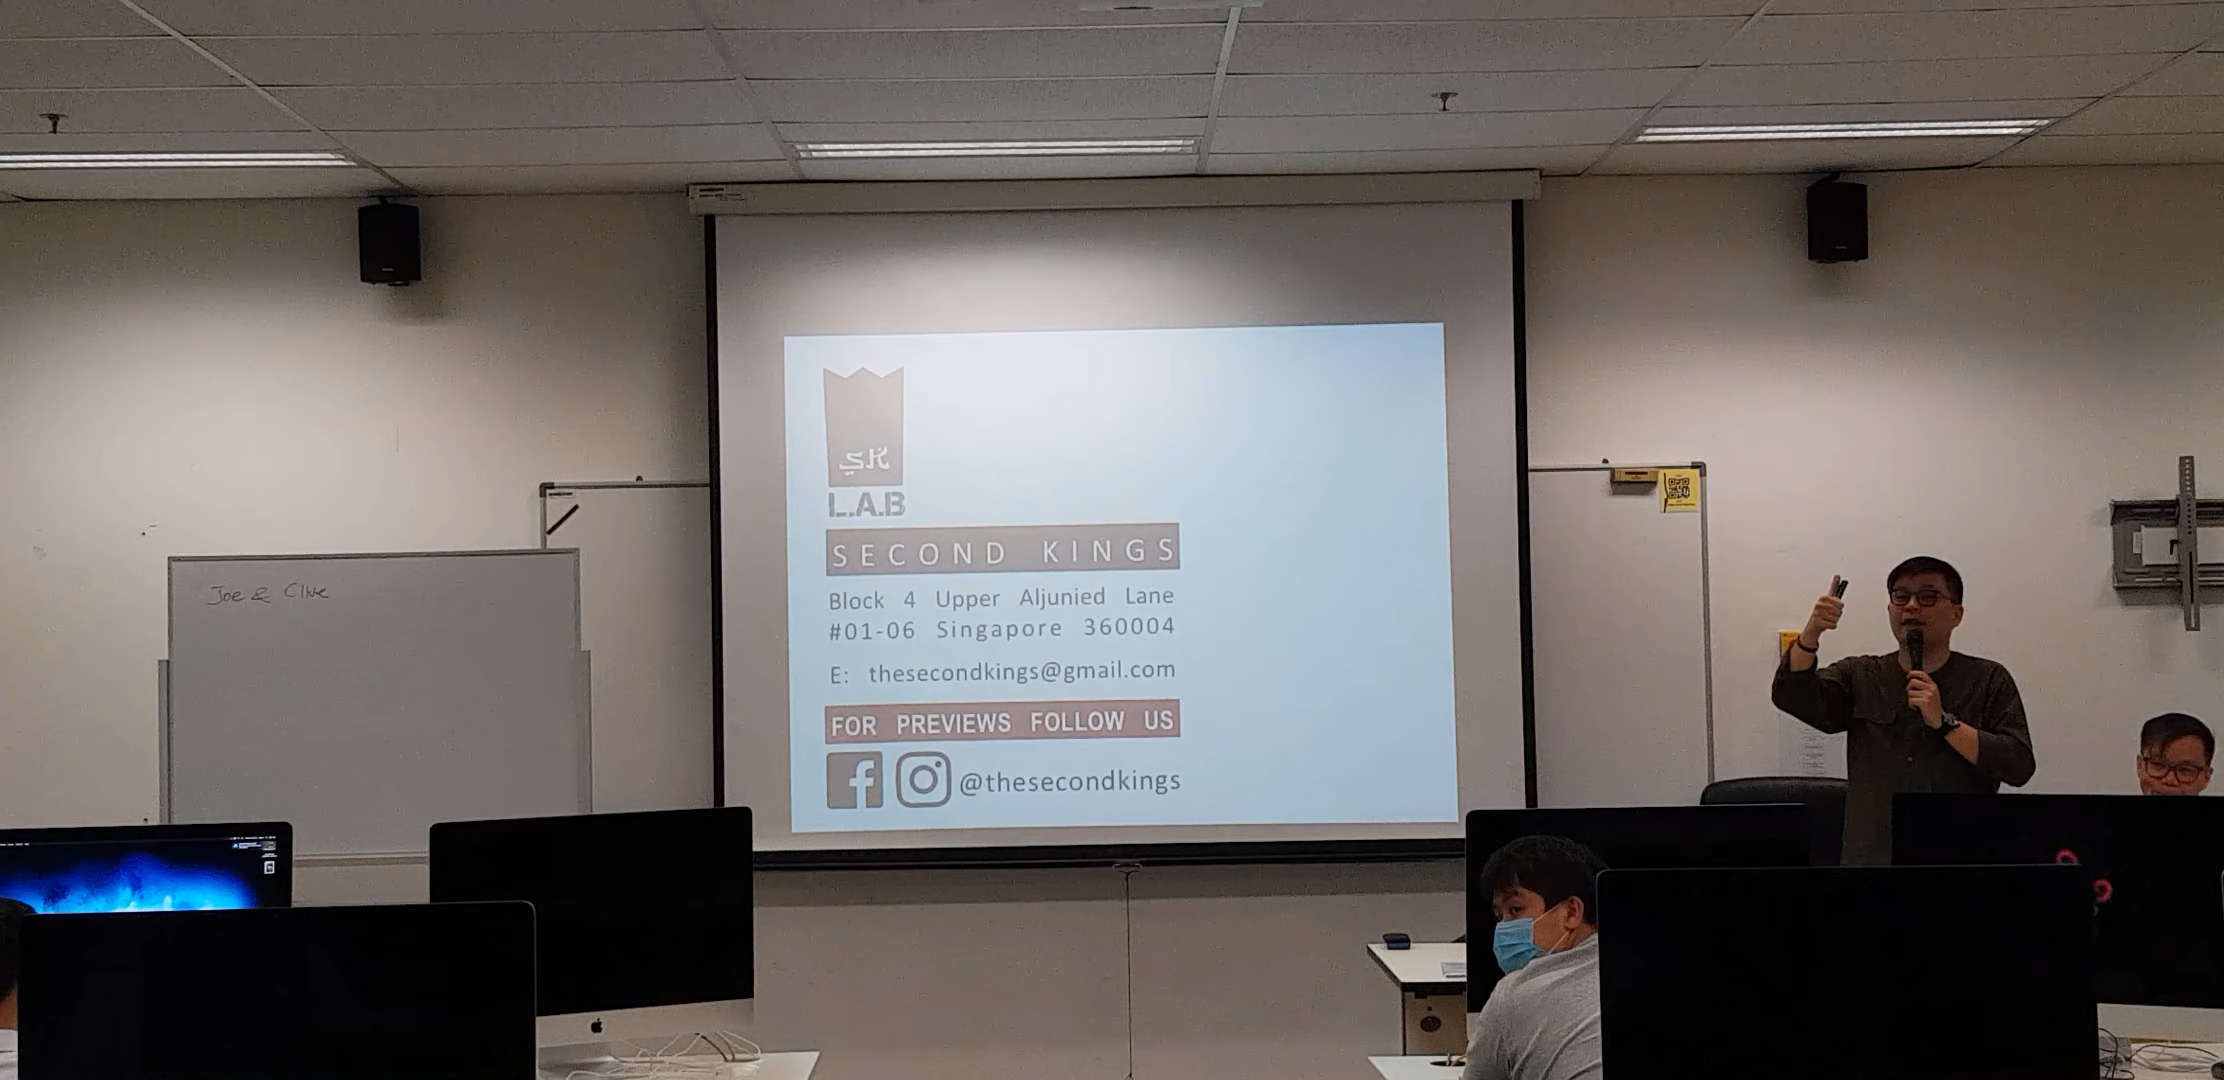 Joe & Clive
SK
L.A.B
SECOND KINGS
Block 4 Upper Aljunied Lane
#01-06 Singapore 360004
E: thesecondkings@gmail.com
FOR PREVIEWS FOLLOW US
@thesecondkings